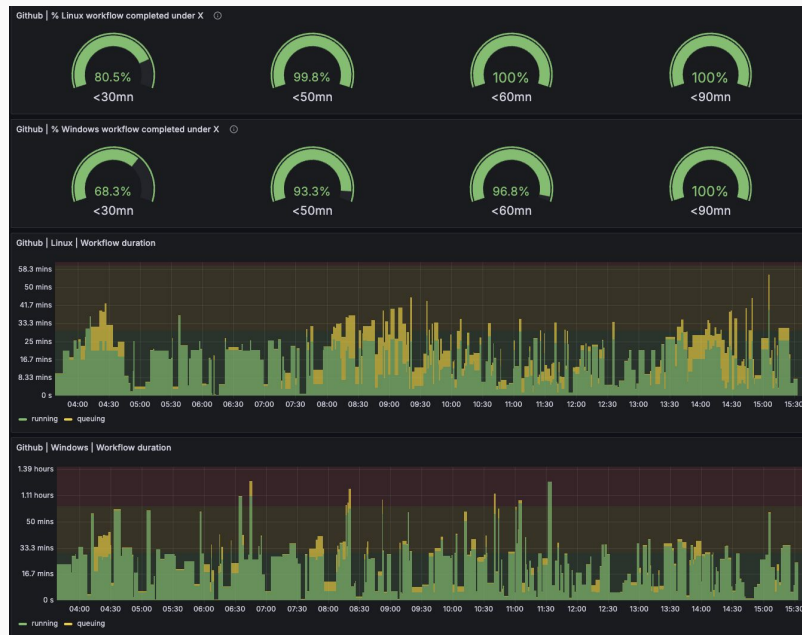 Github | % Linux workflow completed under X
80.5% 99.8% 100% 100%
<30mn <50mn <60mn <90mn
Github | % Windows workflow completed under X
68.3% 93.3% 96.8% 100%
<30mn <50mn <60mn <90mn
Github | Linux | Workflow duration
58.3 mins
50 mins
41.7 mins
33.3 mins
25 mins
16.7 mins
8.33 mins
0 s
04:00 04:30 05:00 05:30 06:00 06:30 07:00 07:30 08:00 08:30 09:00 09:30 10:00 10:30 11:00 11:30 12:00 12:30 13:00 13:30 14:00 14:30 15:00 15:30
running queuing
Github | Windows | Workflow duration
1.39 hours
1.11 hours
50 mins
33.3 mins
16.7 mins
0 s
04:00 04:30 05:00 05:30 06:00 06:30 07:00 07:30 08:00 08:30 09:00 09:30 10:00 10:30 11:00 11:30 12:00 12:30 13:00 13:30 14:00 14:30 15:00 15:30
running queuing